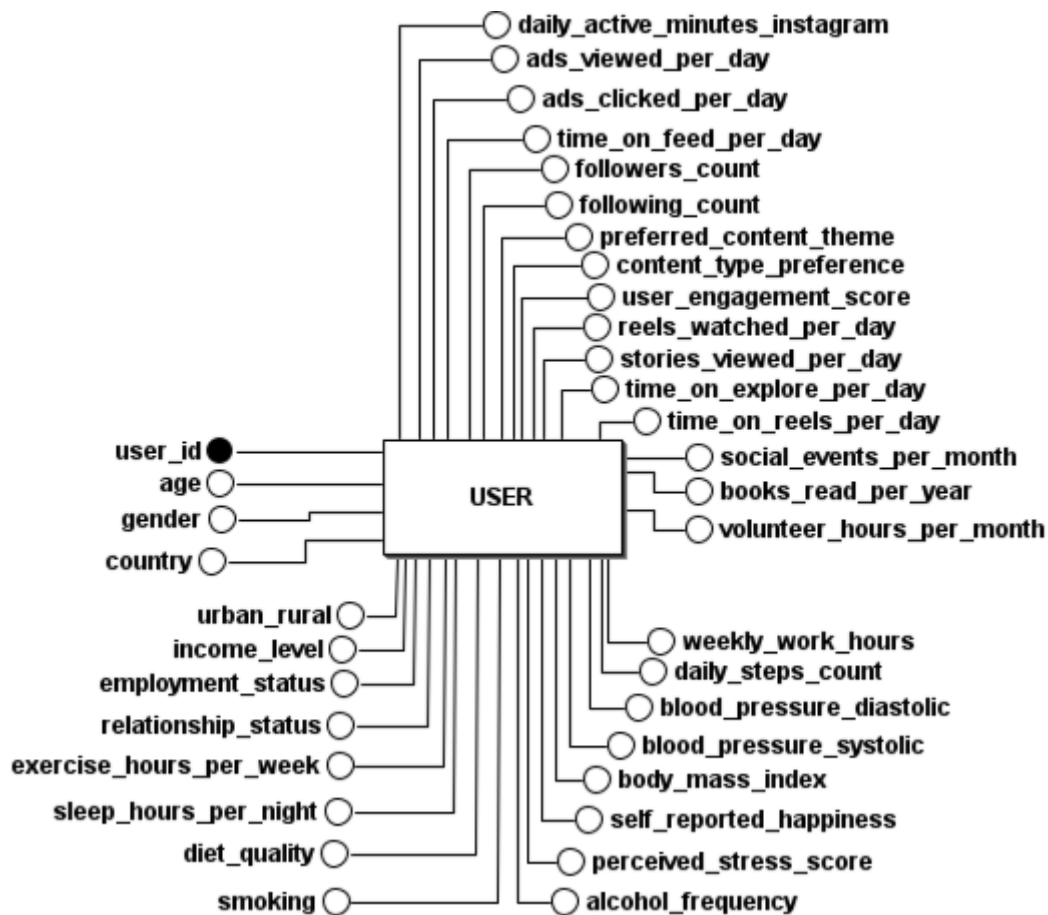 daily_active_minutes_instagram
ads_viewed_per_day
ads_clicked_per_day
time_on_feed_per_day
followers_count
following_count
preferred_content_theme
content_type_preference
user_engagement_score
reels_watched_per_day
stories_viewed_per_day
time_on_explore_per_day
time_on_reels_per_day
user_id
age
gender
country
USER
social_events_per_month
books_read_per_year
volunteer_hours_per_month
urban_rural
income_level
employment_status
relationship_status
exercise_hours_per_week
sleep_hours_per_night
diet_quality
smoking
weekly_work_hours
daily_steps_count
blood_pressure_diastolic
blood_pressure_systolic
body_mass_index
self_reported_happiness
perceived_stress_score
alcohol_frequency